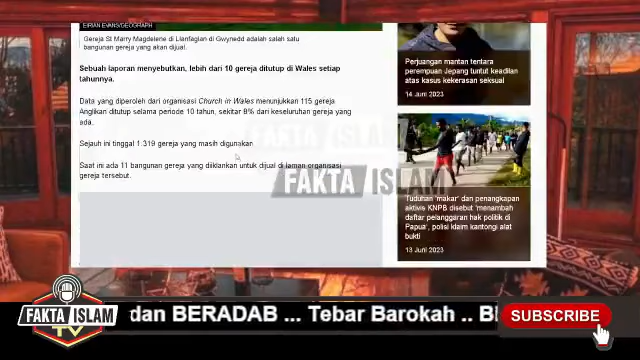 EIRIAN EVANS/GEOGRAPH
Gereja St Marry Magdelene di Llanfaglan di Gwynedd adalah salah satu
bangunan gereja yang akan dijual.
Sebuah laporan menyebutkan, lebih dari 10 gereja ditutup di Wales setiap
tahunnya.
Data yang diperoleh dari organisasi Church in Wales menunjukkan 115 gereja
Anglikan ditutup selama periode 10 tahun, sekitar 8% dari keseluruhan gereja yang
ada.
Sejauh ini tinggal 1.319 gereja yang masih digunakan
Saat ini ada 11 bangunan gereja yang diiklankan untuk dijual di laman organisasi
gereja tersebut.
FAKTA ISLAM
FAKTA ISLAM
Perjuangan mantan tentara
perempuan Jepang tuntut keadilan
atas kasus kekerasan seksual
14 Juni 2023
Tuduhan 'makar' dan penangkapan
aktivis KNPB disebut 'menambah
daftar pelanggaran hak politik di
Papua', polisi klaim kantongi alat
bukti
13 Juni 2023
FAKTA ISLAM
TV
dan BERADAB ... Tebar Barokah ..
SUBSCRIBE